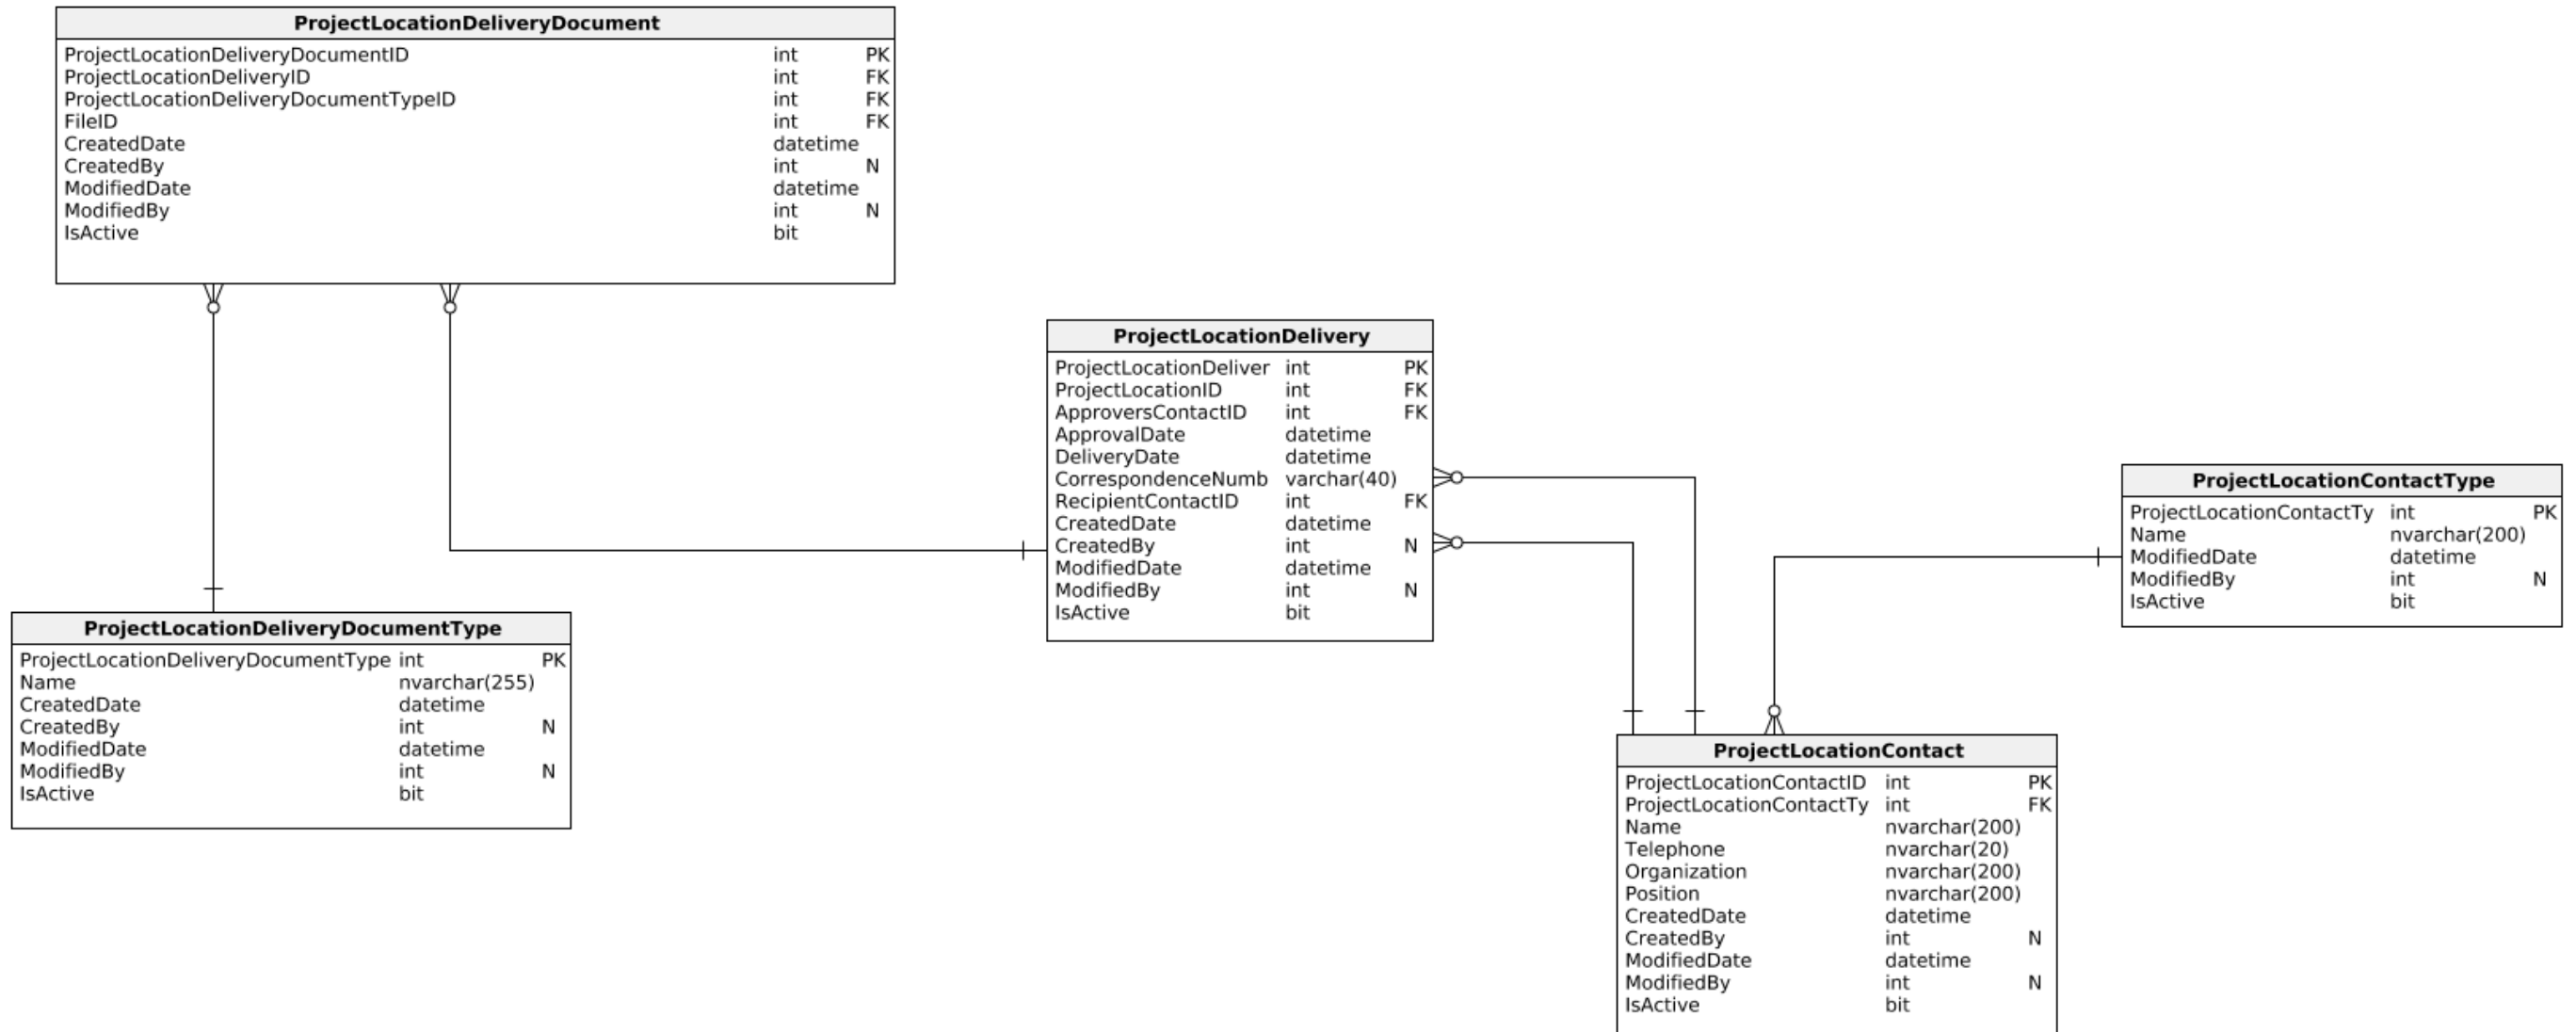 ProjectLocationDeliveryDocument
ProjectLocationDeliveryDocumentID int PK
ProjectLocationDeliveryID int FK
ProjectLocationDeliveryDocumentTypeID int FK
FileID int FK
CreatedDate datetime
CreatedBy int N
ModifiedDate datetime
ModifiedBy int N
IsActive bit
ProjectLocationDelivery
ProjectLocationDeliver int PK
ProjectLocationID int FK
ApproversContactID int FK
ApprovalDate datetime
DeliveryDate datetime
CorrespondenceNumb varchar(40)
RecipientContactID int FK
CreatedDate datetime
CreatedBy int N
ModifiedDate datetime
ModifiedBy int N
IsActive bit
ProjectLocationContactType
ProjectLocationContactTy int PK
Name nvarchar(200)
ModifiedDate datetime
ModifiedBy int N
IsActive bit
ProjectLocationDeliveryDocumentType
ProjectLocationDeliveryDocumentType int PK
Name nvarchar(255)
CreatedDate datetime
CreatedBy int N
ModifiedDate datetime
ModifiedBy int N
IsActive bit
ProjectLocationContact
ProjectLocationContactID int PK
ProjectLocationContactTy int FK
Name nvarchar(200)
Telephone nvarchar(20)
Organization nvarchar(200)
Position nvarchar(200)
CreatedDate datetime
CreatedBy int N
ModifiedDate datetime
ModifiedBy int N
IsActive bit